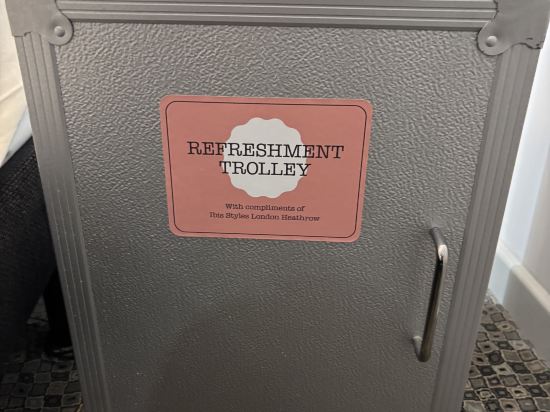 REFRESHMENT
TROLLEY
With compliments of
Ibis Styles London Heathrow